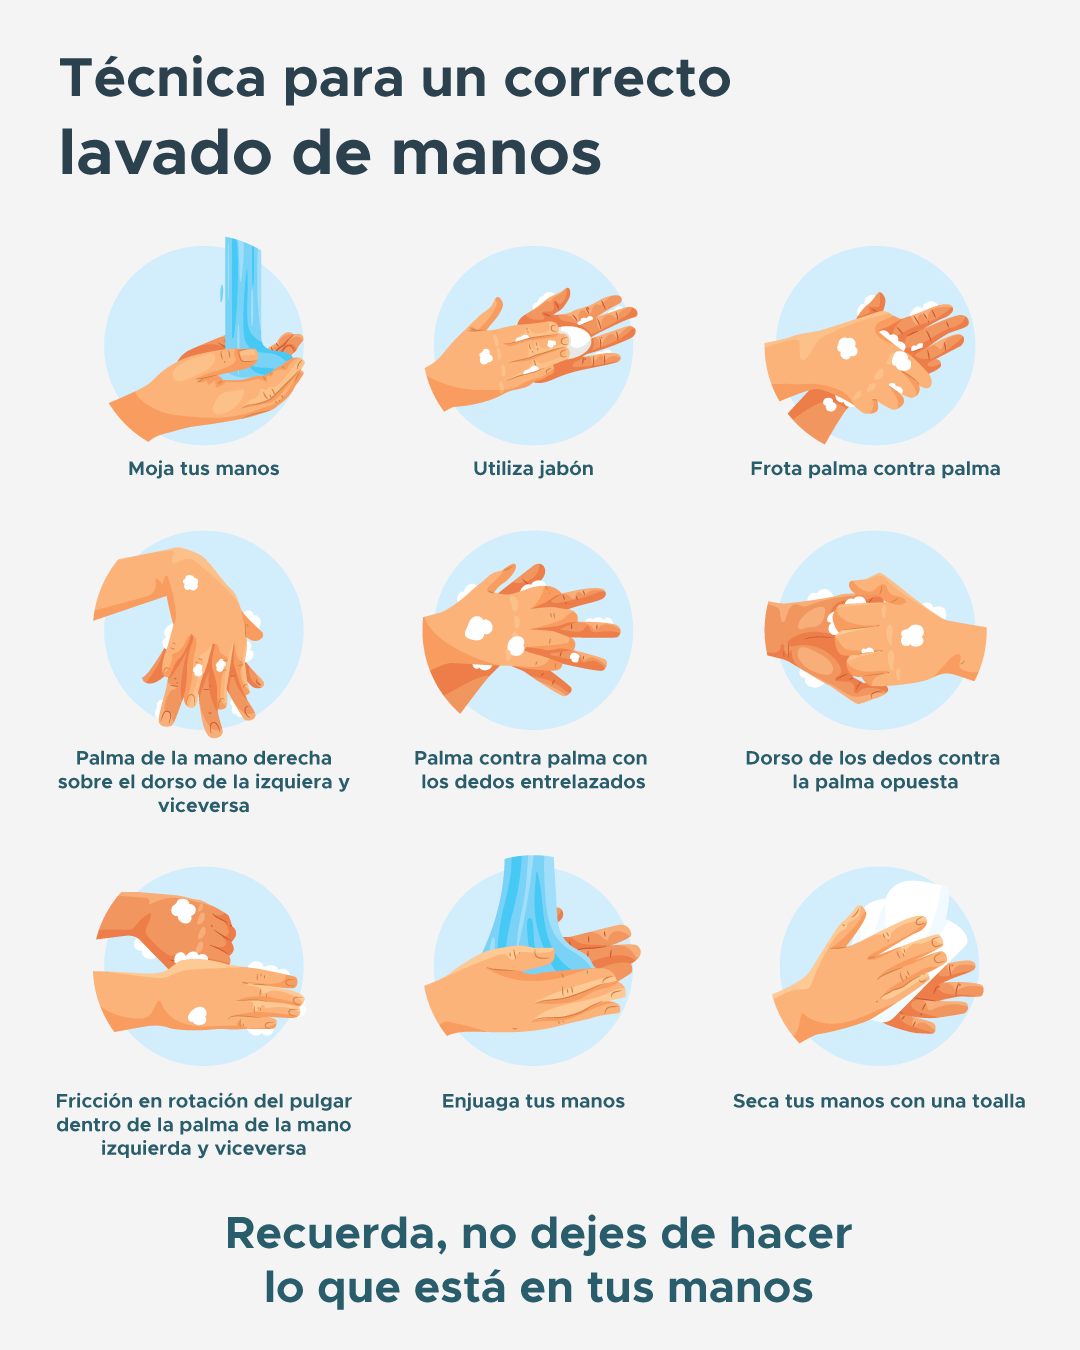 Técnica para un correcto
lavado de manos
Moja tus manos
Utiliza jabón
Frota palma contra palma
Palma de la mano derecha
sobre el dorso de la izquiera y
viceversa
Palma contra palma con
los dedos entrelazados
Dorso de los dedos contra
la palma opuesta
Fricción en rotación del pulgar
dentro de la palma de la mano
izquierda y viceversa
Enjuaga tus manos
Seca tus manos con una toalla
Recuerda, no dejes de hacer
lo que está en tus manos